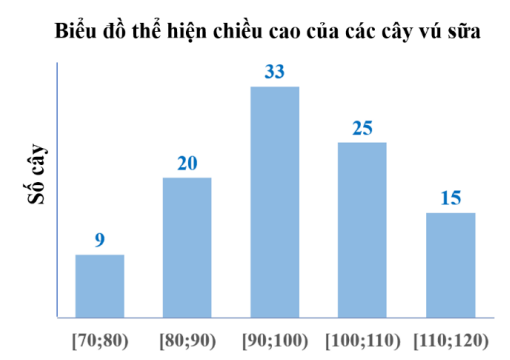 Biểu đồ thể hiện chiều cao của các cây vú sữa
Số cây
9
20
33
25
15
[70;80) [80;90) [90;100) [100;110) [110;120)